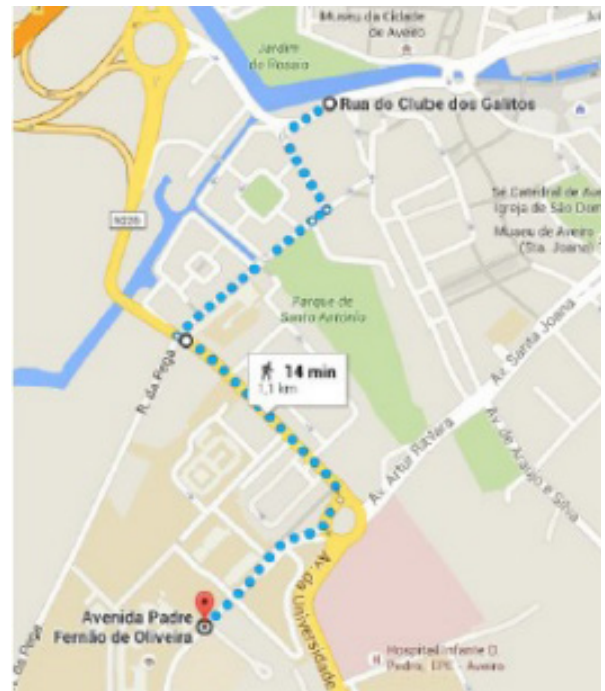 Museu da Cidade
de Aveiro
Jardim
do Rossio
Rua do Clube dos Galitos
Sé Catedral de Ave
Igreja de São Dom
Museu de Aveiro
(Sta. Joana)
Parque de
Santo António
Av. Santa Joana
R. da Pega
14 min
1,1 km
Av. Artur Ravara
Av. de Araújo e Silva
Av. da Universidade
Avenida Padre
Fernão de Oliveira
da Pega
Hospital Infante D.
Pedro, EPE - Aveiro
H